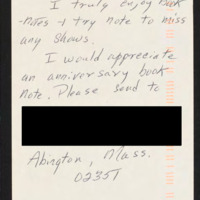 I truly enjoy Book
-notes + try note to miss
any shows.
I would appreciate
an anniversary book
note. Please send to
Abington, Mass.
02351